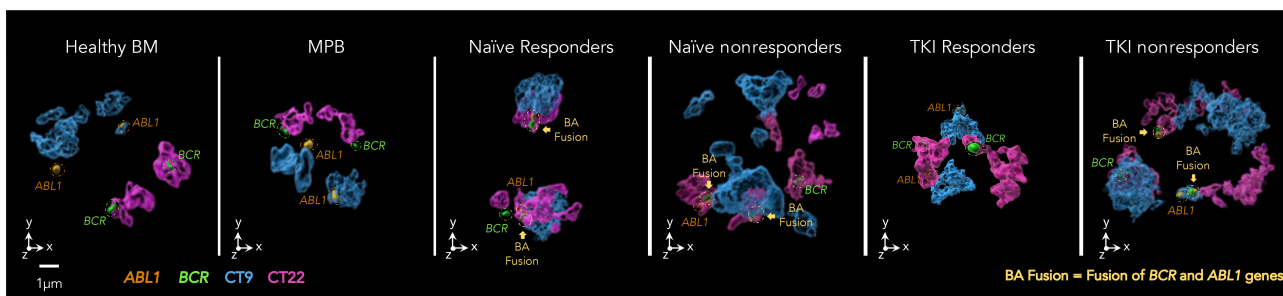 Healthy BM
MPB
Naïve Responders
Naïve nonresponders
TKI Responders
TKI nonresponders
ABL1
ABL1
BCR
BCR
y
x
z
1µm
BCR
ABL1
BCR
ABL1
y
x
z
BA
Fusion
ABL1
BCR
BA
Fusion
y
x
z
BA
Fusion
ABL1
BCR
BA
Fusion
y
x
z
ABL1
BCR
BCR
ABL1
y
x
z
BA
Fusion
BA
Fusion
BCR
ABL1
y
x
z
ABL1 BCR CT9 CT22
BA Fusion = Fusion of BCR and ABL1 genes